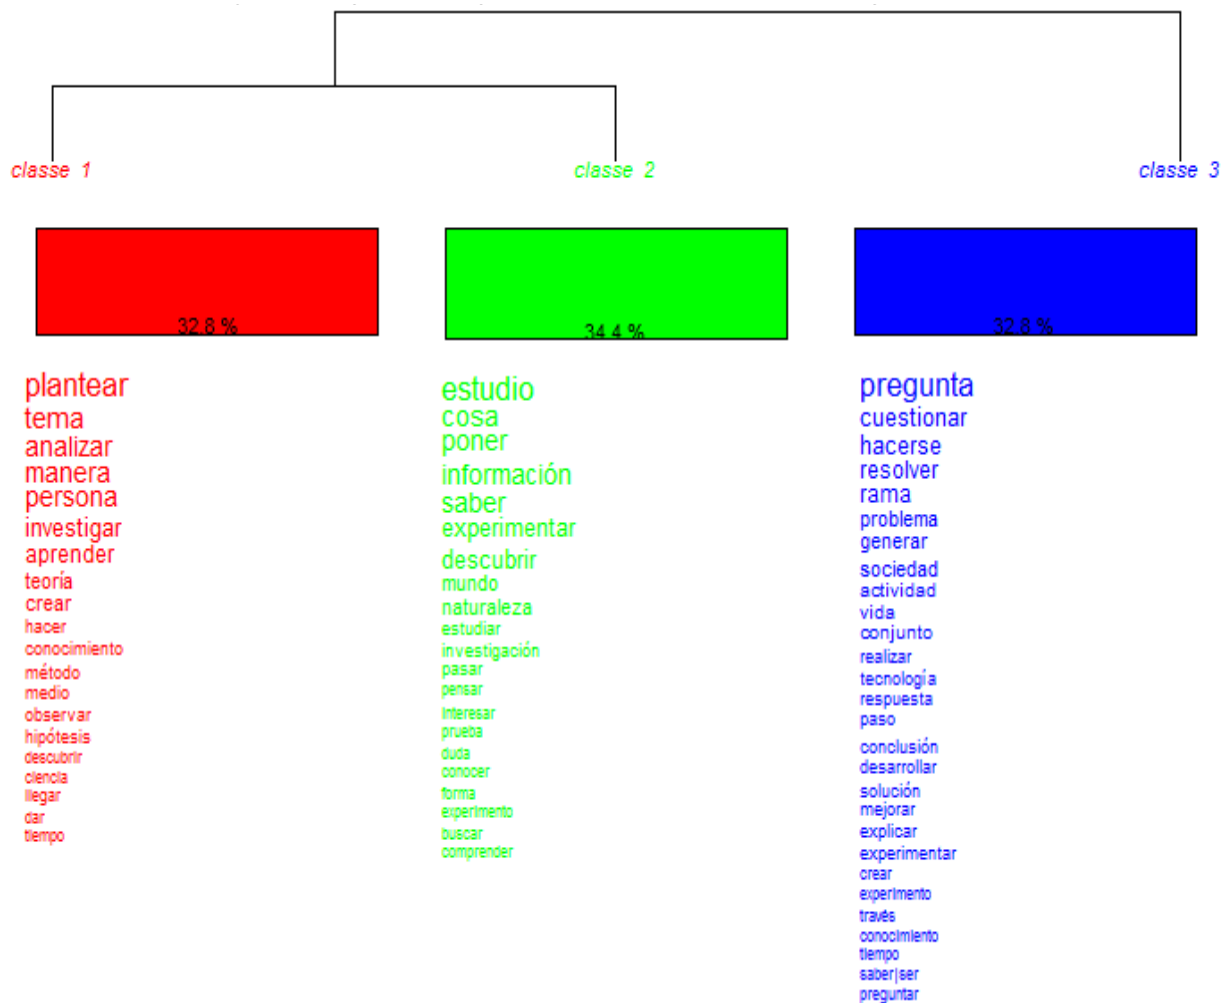 classe 1
classe 2
classe 3
32.8 %
34.4 %
32.8 %
plantear
tema
analizar
manera
persona
investigar
aprender
teoría
crear
hacer
conocimiento
método
medio
observar
hipótesis
descubrir
ciencia
llegar
dar
tiempo
estudio
cosa
poner
información
saber
experimentar
descubrir
mundo
naturaleza
estudiar
investigación
pasar
pensar
interesar
prueba
duda
conocer
forma
experimento
buscar
comprender
pregunta
cuestionar
hacerse
resolver
rama
problema
generar
sociedad
actividad
vida
conjunto
realizar
tecnología
respuesta
paso
conclusión
desarrollar
solución
mejorar
explicar
experimentar
crear
experimento
través
conocimiento
tiempo
saber|ser
preguntar